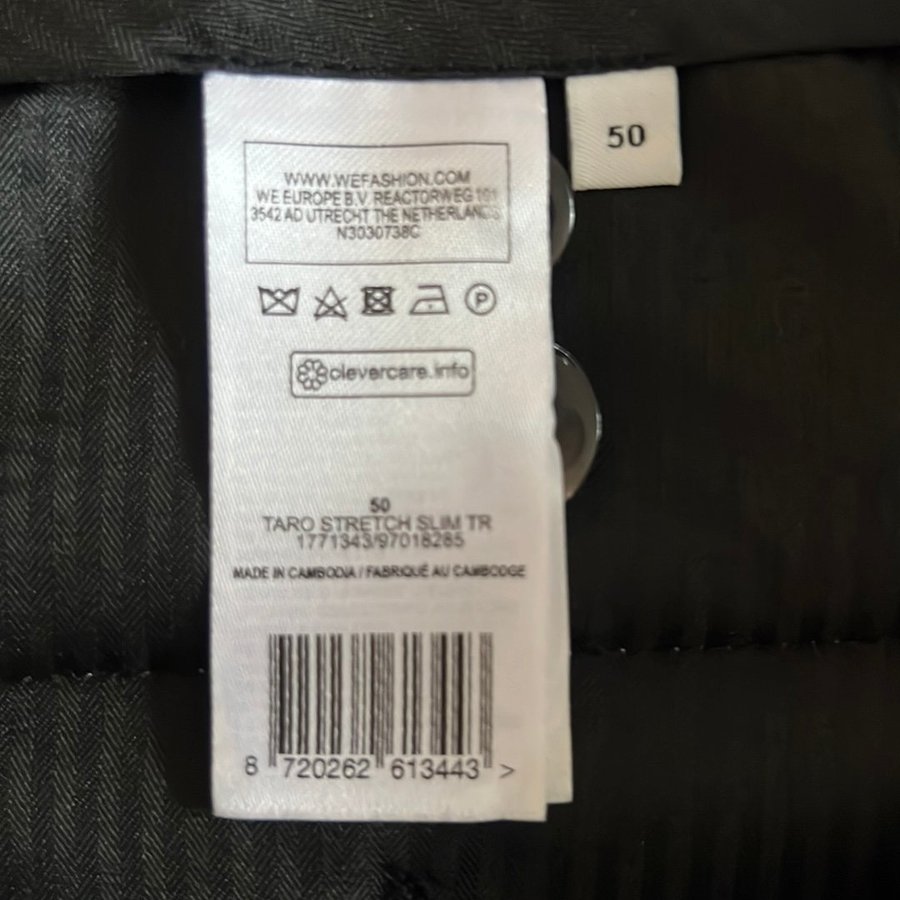 WWW.WEFASHION.COM
WE EUROPE B.V. REACTORWEG 101
3542 AD UTRECHT THE NETHERLANDS
N3030738C
P
clevercare.info
50
TARO STRETCH SLIM TR
1771343/97018285
MADE IN CAMBODIA / FABRIQUÉ AU CAMBODGE
8 720262 613443 >
50